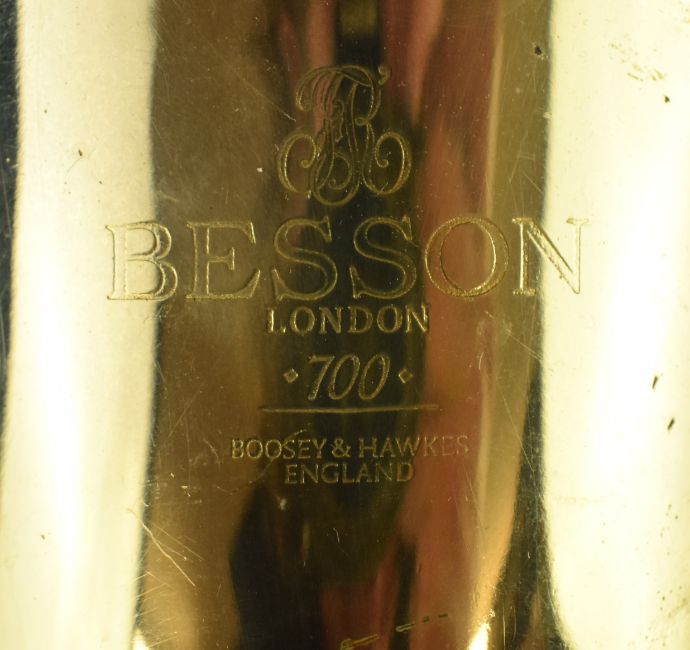 BESSON
LONDON
·700·
BOOSEY & HAWKES
ENGLAND